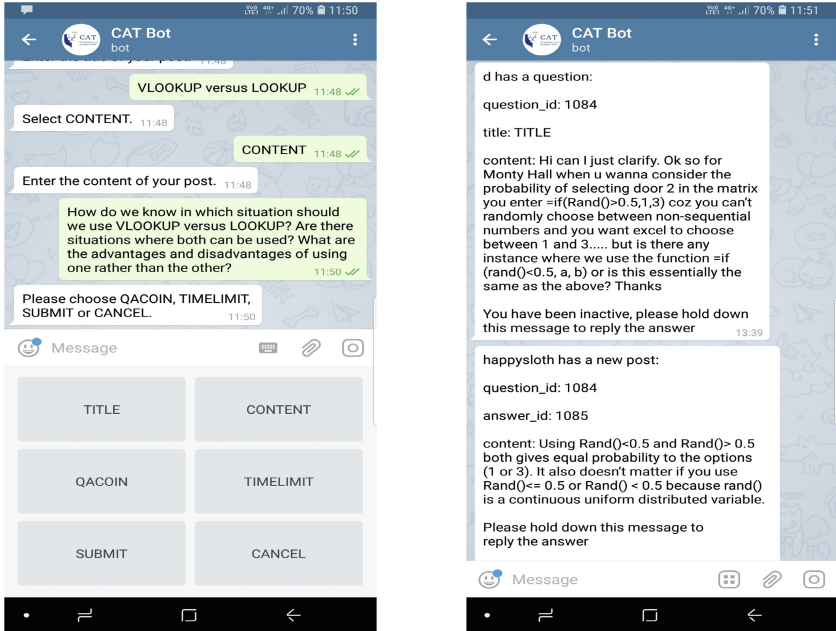 Voo LTE1 4G+ 70% 11:50
CAT
CAT Bot
bot
11:48
VLOOKUP versus LOOKUP 11:48
Select CONTENT. 11:48
CONTENT 11:48
Enter the content of your post. 11:48
How do we know in which situation should
we use VLOOKUP versus LOOKUP? Are there
situations where both can be used? What are
the advantages and disadvantages of using
one rather than the other? 11:50
Please choose QACOIN, TIMELIMIT,
SUBMIT or CANCEL. 11:50
Message
TITLE CONTENT
QACOIN TIMELIMIT
SUBMIT CANCEL
70% 11:51
CAT
CAT Bot
bot
d has a question:
question_id: 1084
title: TITLE
content: Hi can I just clarify. Ok so for
Monty Hall when u wanna consider the
probability of selecting door 2 in the matrix
you enter =if(Rand()>0.5,1,3) coz you can't
randomly choose between non-sequential
numbers and you want excel to choose
between 1 and 3..... but is there any
instance where we use the function =if
(rand()<0.5, a, b) or is this essentially the
same as the above? Thanks
You have been inactive, please hold down
this message to reply the answer 13:39
happysloth has a new post:
question_id: 1084
answer_id: 1085
content: Using Rand()<0.5 and Rand()> 0.5
both gives equal probability to the options
(1 or 3). It also doesn't matter if you use
Rand()<= 0.5 or Rand() < 0.5 because rand()
is a continuous uniform distributed variable.
Please hold down this message to
reply the answer
Message